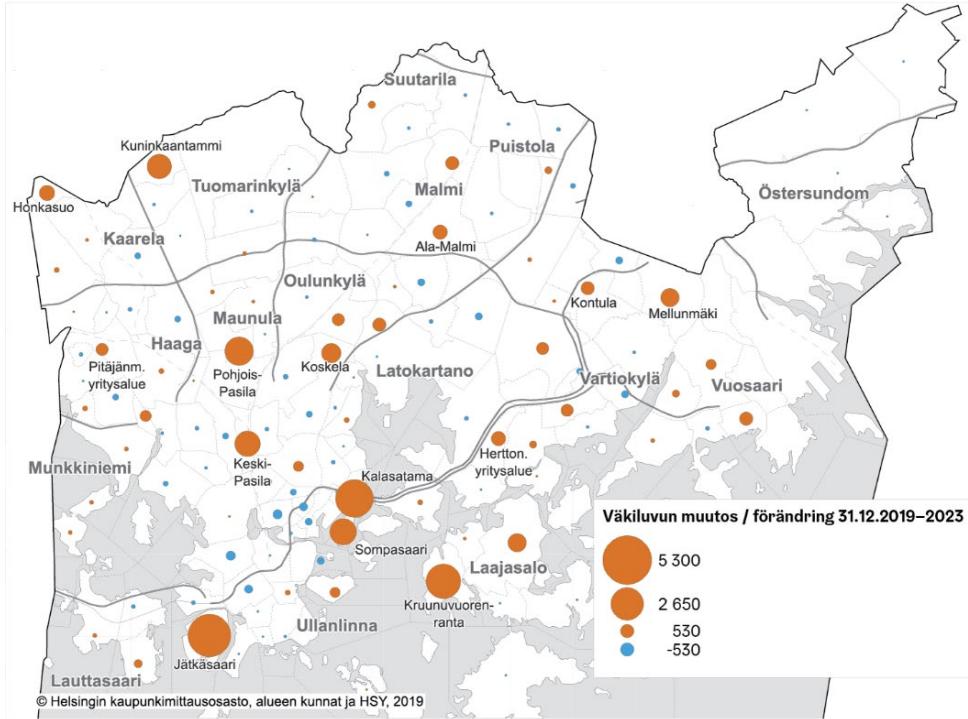 Suutarila
Kuninkaantammi
Puistola
Tuomarinkylä
Malmi
Östersundom
Honkasuo
Kaarela
Ala-Malmi
Oulunkylä
Kontula
Maunula
Mellunmäki
Haaga
Pitäjänm.
yritysalue
Pohjois-
Pasila
Koskela
Latokartano
Vartiokylä
Vuosaari
Hertton.
yritysalue
Munkkiniemi
Keski-
Pasila
Kalasatama
Sompasaari
Laajasalo
Kruunuvuoren-
ranta
Ullanlinna
Jätkäsaari
Lauttasaari
Väkiluvun muutos / förändring 31.12.2019–2023
5 300
2 650
530
-530
© Helsingin kaupunkimittausosasto, alueen kunnat ja HSY, 2019